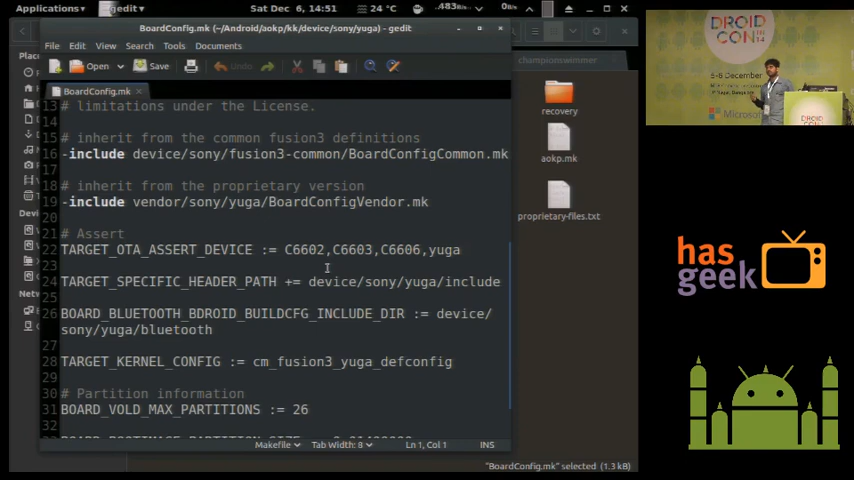 Applications
gedit
Sat Dec 6, 14:51
24 °C
483
0
BoardConfig.mk (~/Android/aokp/kk/device/sony/yuga) - gedit
File Edit View Search Tools Documents
Open Save Undo
BoardConfig.mk ×
13 # limitations under the License.
14
15 # inherit from the common fusion3 definitions
16 -include device/sony/fusion3-common/BoardConfigCommon.mk
17
18 # inherit from the proprietary version
19 -include vendor/sony/yuga/BoardConfigVendor.mk
20
21 # Assert
22 TARGET_OTA_ASSERT_DEVICE := C6602,C6603,C6606,yuga
23
24 TARGET_SPECIFIC_HEADER_PATH += device/sony/yuga/include
25
26 BOARD_BLUETOOTH_BDROID_BUILDCFG_INCLUDE_DIR := device/
sony/yuga/bluetooth
27
28 TARGET_KERNEL_CONFIG := cm_fusion3_yuga_defconfig
29
30 # Partition information
31 BOARD_VOLD_MAX_PARTITIONS := 26
32
Makefile Tab Width: 8 Ln 1, Col 1 INS
championswimmer
recovery
aokp.mk
proprietary-files.txt
"BoardConfig.mk" selected (1.3 kB)
DROID
CON
Microsoft
has
geek